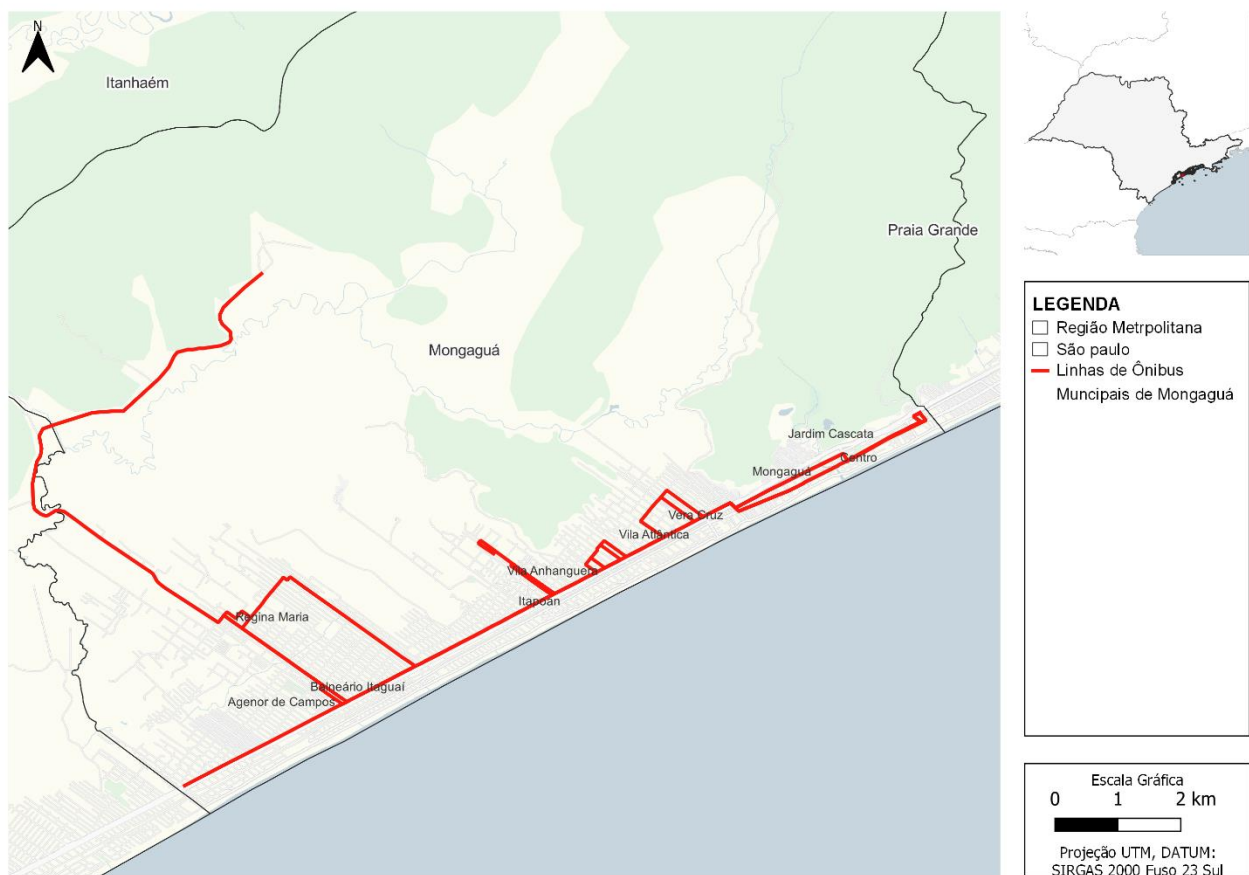 N
Itanhaém
Praia Grande
Mongaguá
Jardim Cascata
Centro
Mongaguá
Vera Cruz
Vila Atlântica
Vila Anhanguera
Itapoan
Regina Maria
Balneário Itaguaí
Agenor de Campos
LEGENDA
Região Metrpolitana
São paulo
Linhas de Ônibus
Muncipais de Mongaguá
Escala Gráfica
0 1 2 km
Projeção UTM, DATUM:
SIRGAS 2000 Fuso 23 Sul